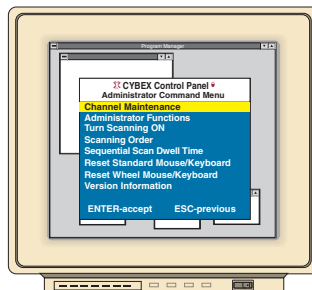 Program Manager
CYBEX Control Panel
Administrator Command Menu
Channel Maintenance
Administrator Functions
Turn Scanning ON
Scanning Order
Sequential Scan Dwell Time
Reset Standard Mouse/Keyboard
Reset Wheel Mouse/Keyboard
Version Information
ENTER-accept ESC-previous